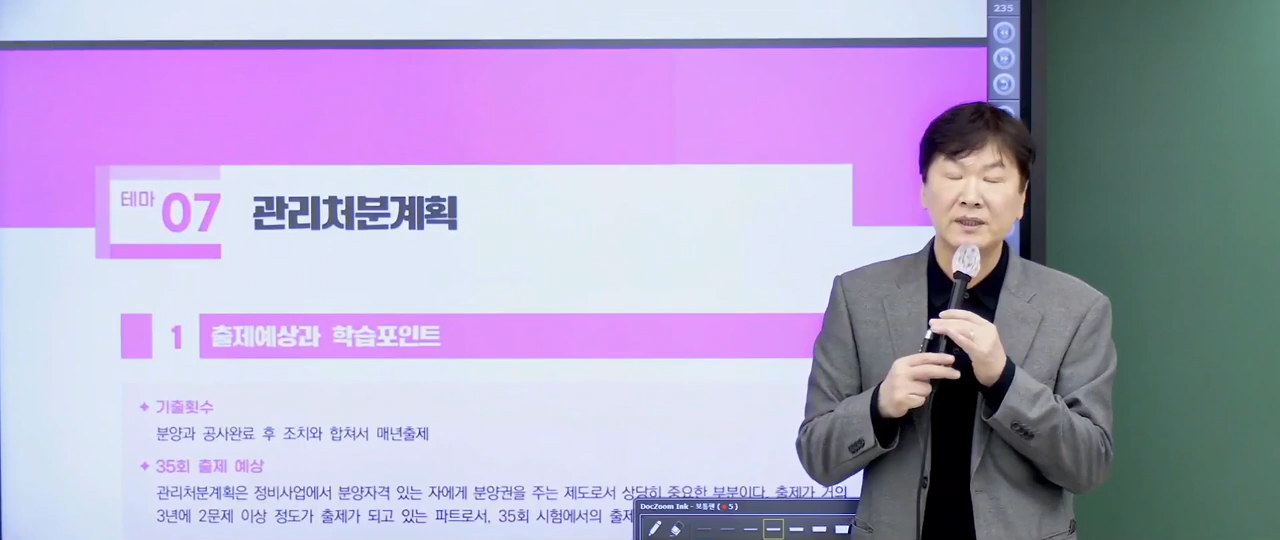 235
테마 07 관리처분계획
1 출제예상과 학습포인트
기출횟수
분양과 공사완료 후 조치와 합쳐서 매년출제
35회 출제 예상
관리처분계획은 정비사업에서 분양자격 있는 자에게 분양권을 주는 제도로서 상당히 중요한 부분이다. 출제가 거의
3년에 2문제 이상 정도가 출제가 되고 있는 파트로서, 35회 시험에서의
DocZoom Ink - 보통펜 ( 5 )